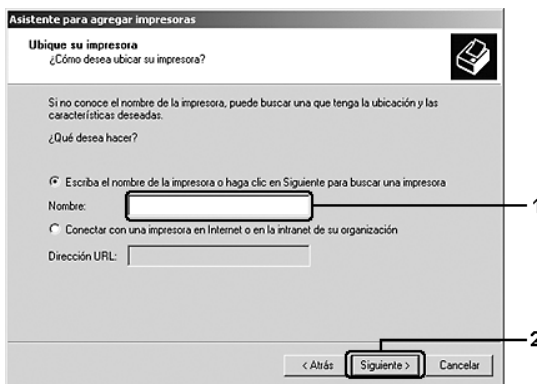 Asistente para agregar impresoras
Ubique su impresora
¿Cómo desea ubicar su impresora?
Si no conoce el nombre de la impresora, puede buscar una que tenga la ubicación y las
características deseadas.
¿Qué desea hacer?
Escriba el nombre de la impresora o haga clic en Siguiente para buscar una impresora
Nombre:
1
Conectar con una impresora en Internet o en la intranet de su organización
Dirección URL:
2
< Atrás Siguiente > Cancelar